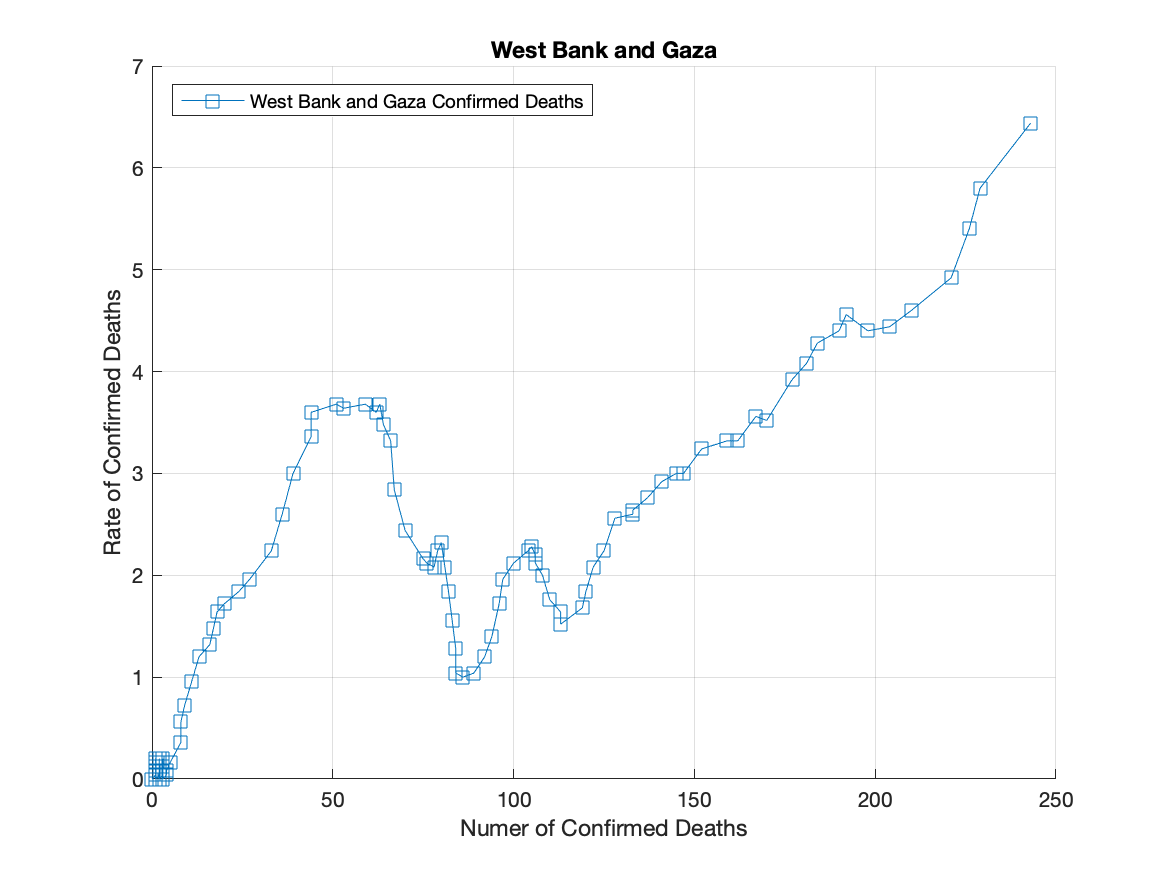 West Bank and Gaza
West Bank and Gaza Confirmed Deaths
Rate of Confirmed Deaths
7
6
5
4
3
2
1
0
0 50 100 150 200 250
Numer of Confirmed Deaths